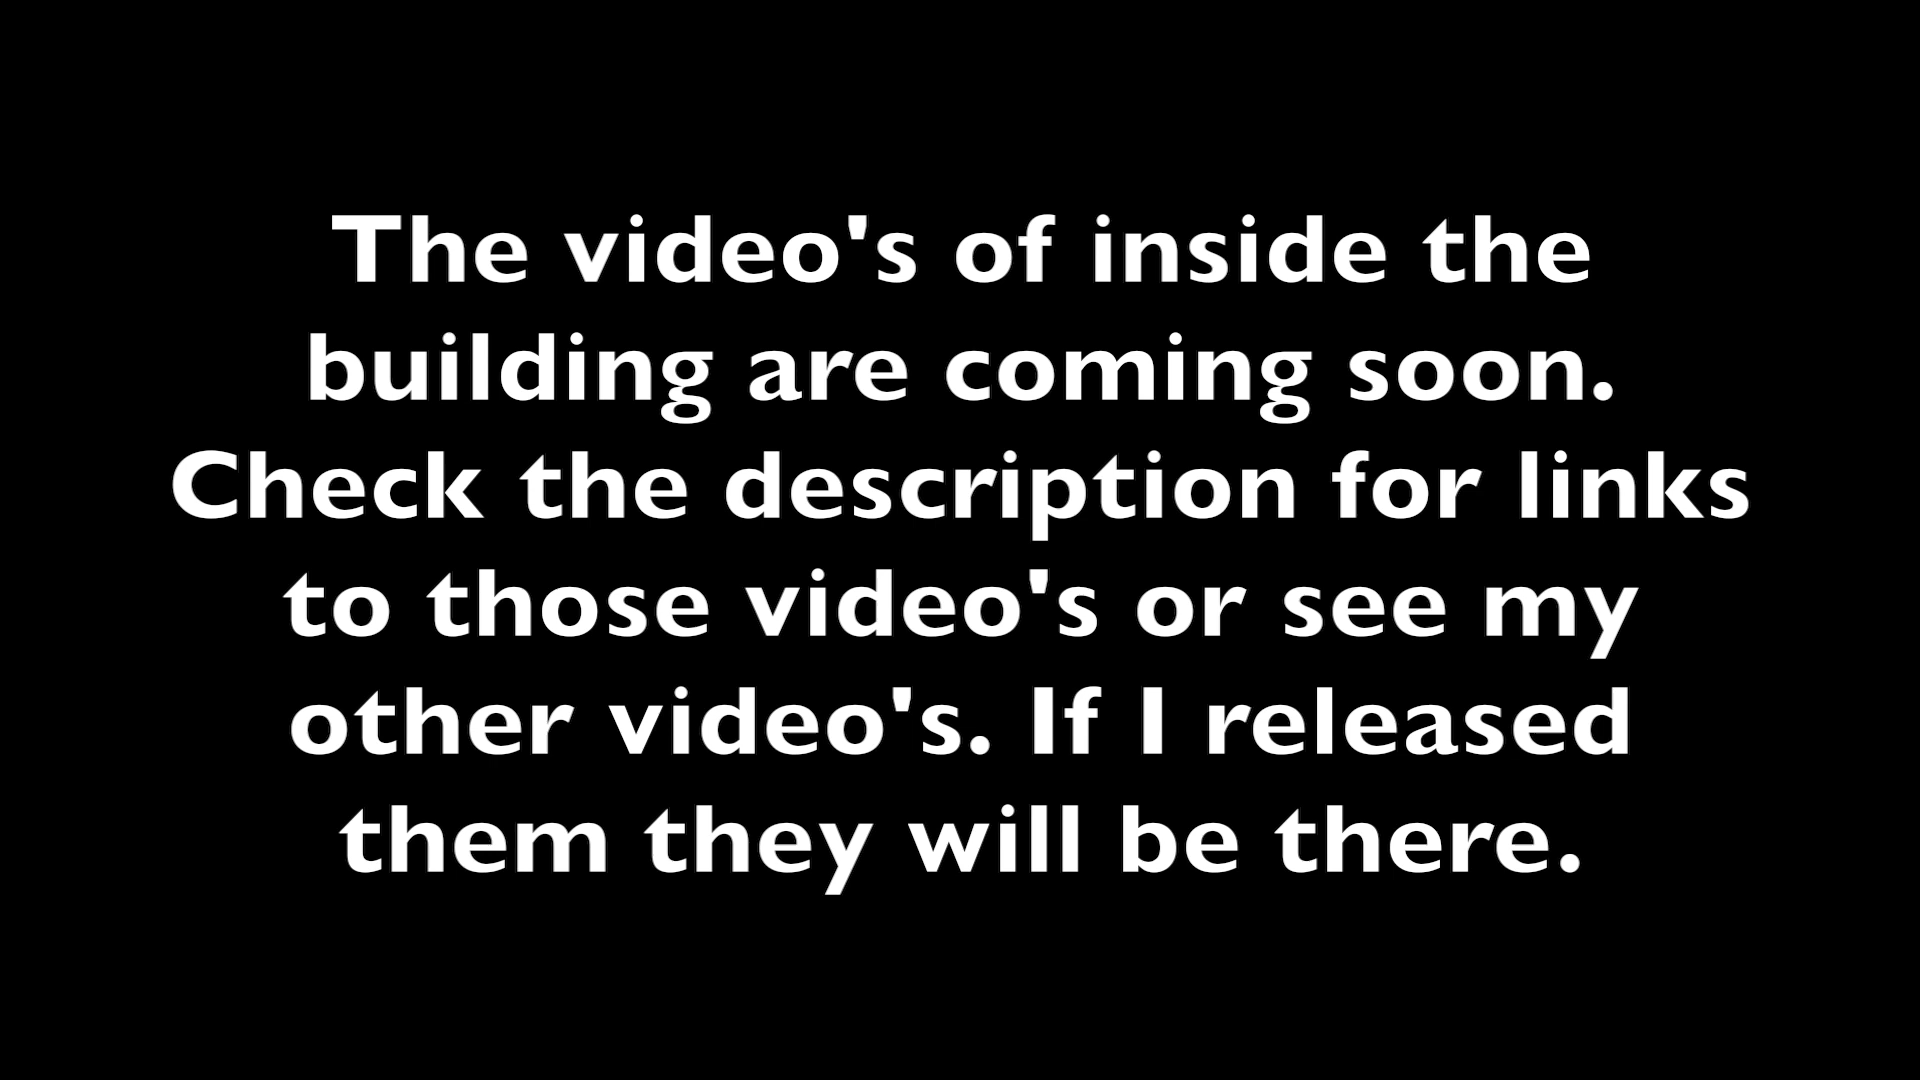 The video's of inside the
building are coming soon.
Check the description for links
to those video's or see my
other video's. If I released
them they will be there.